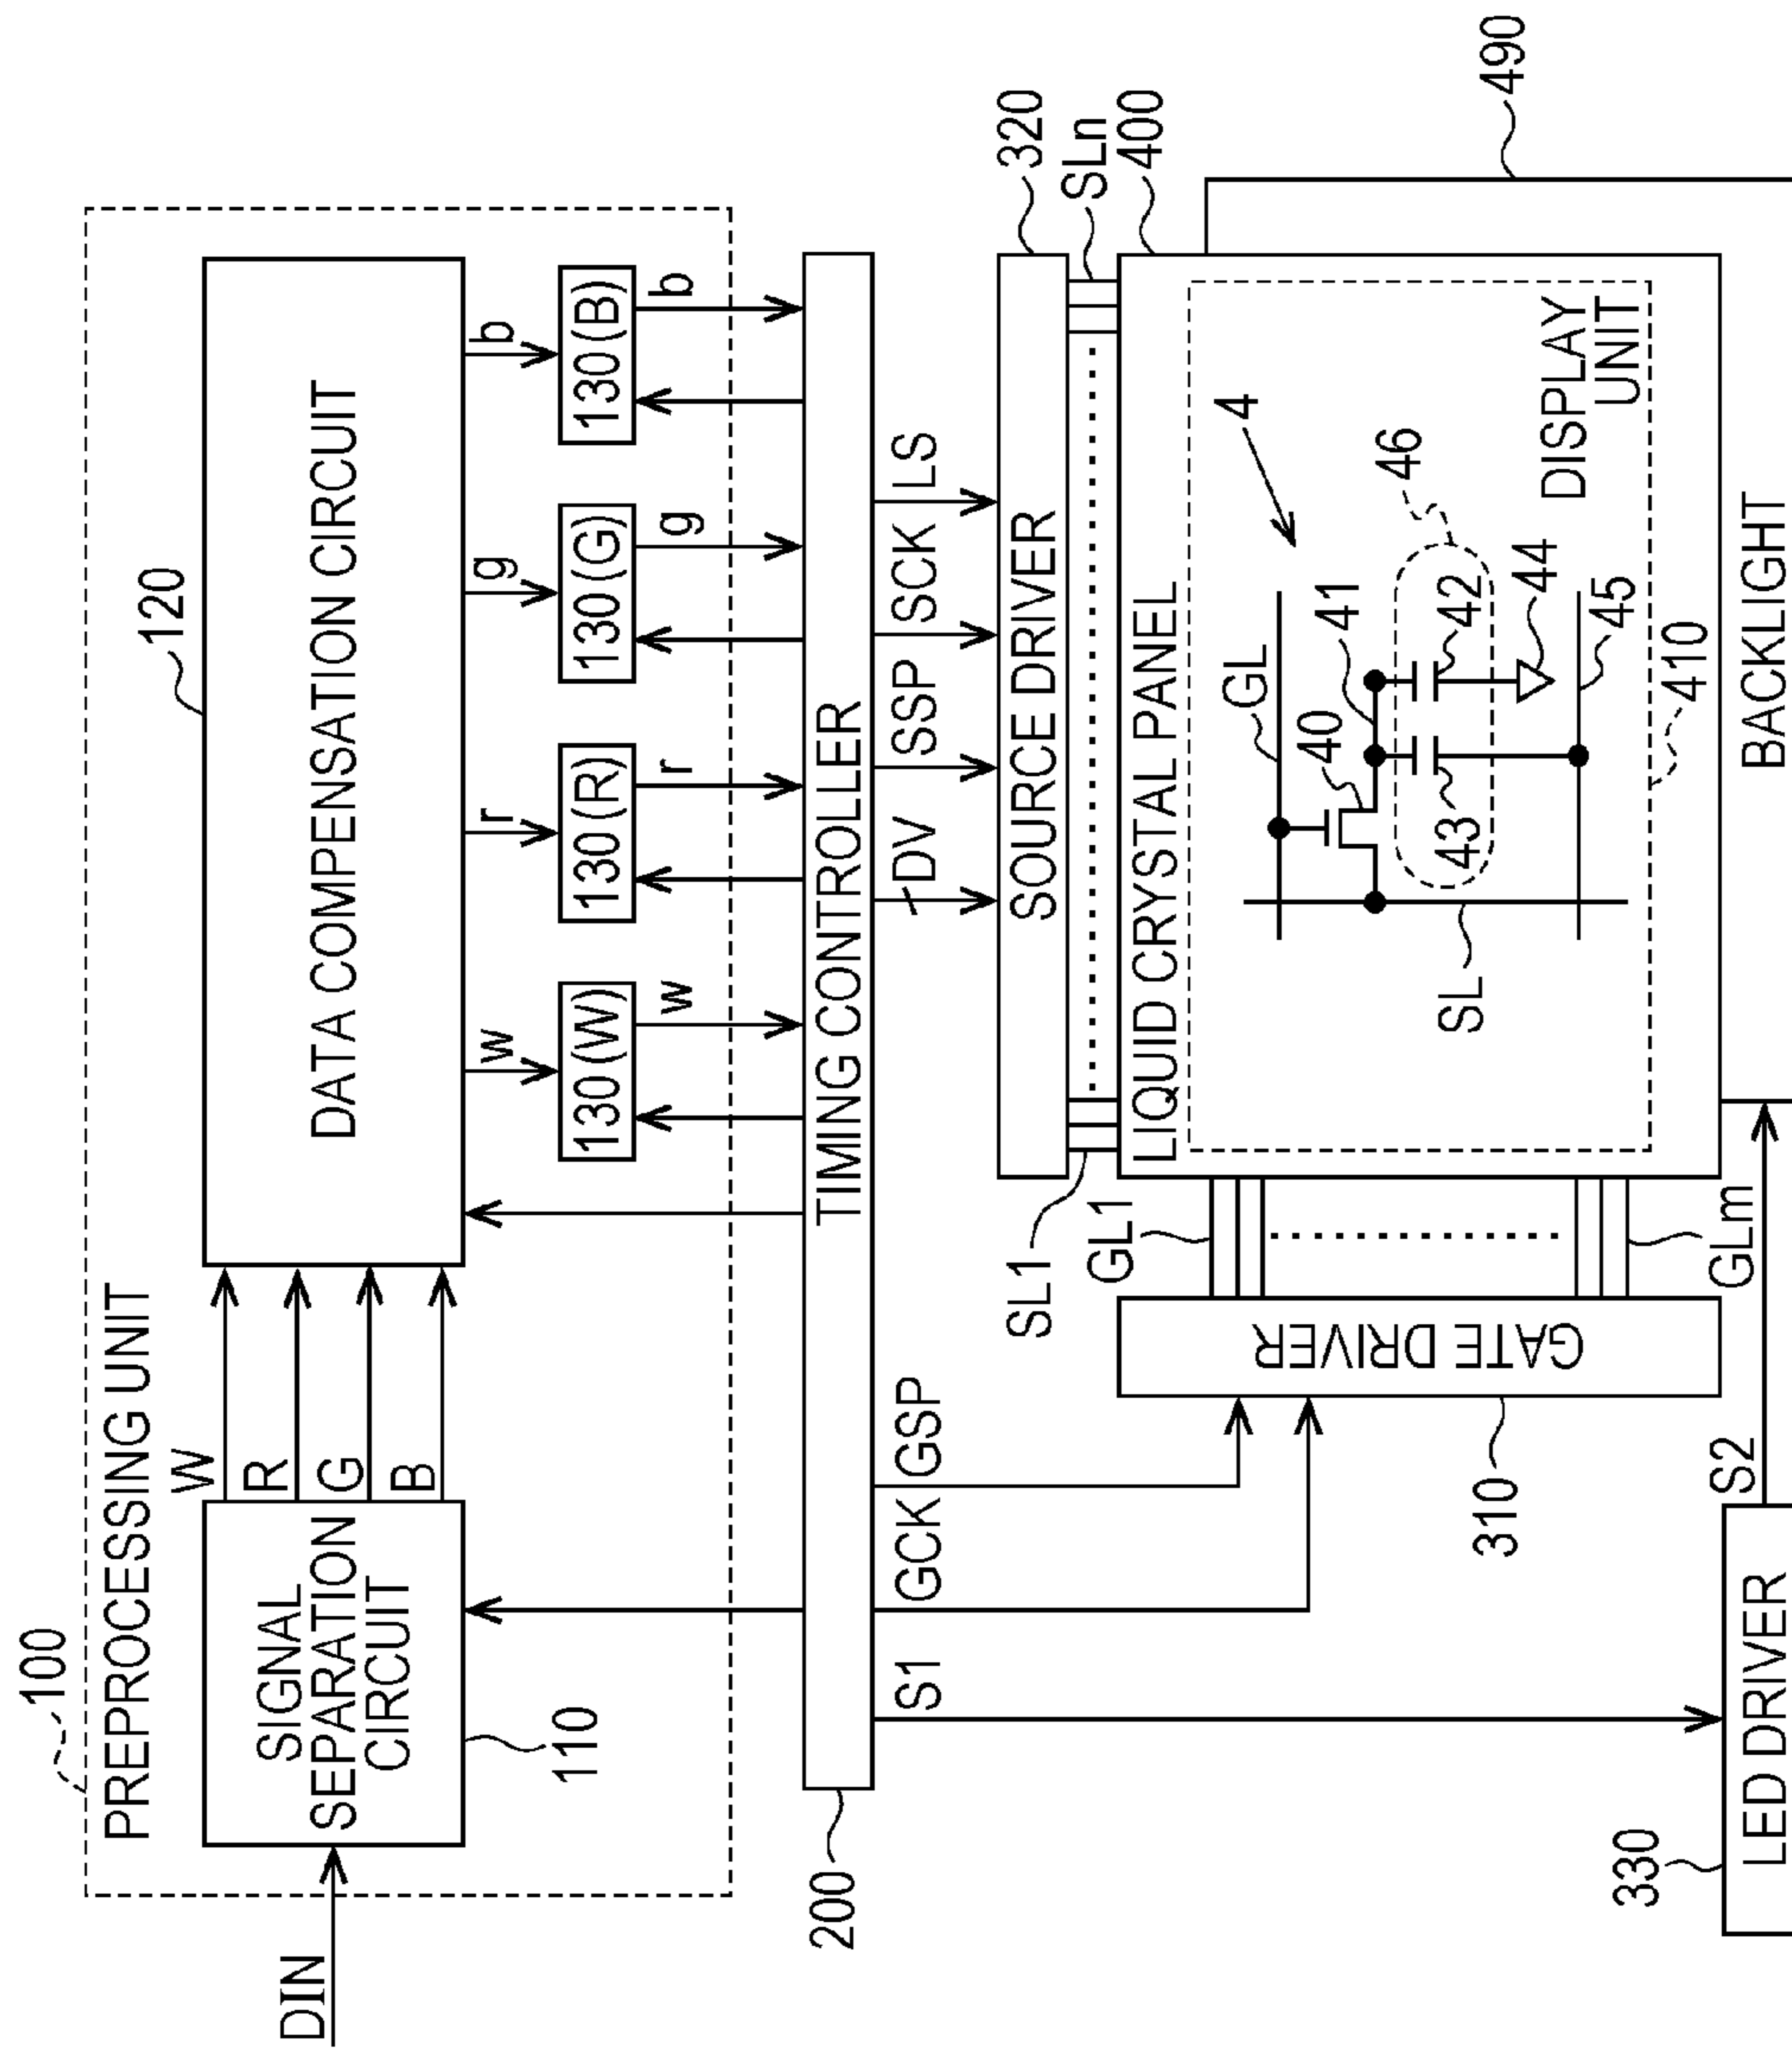 100
PREPROCESSING UNIT
DIN
SIGNAL
SEPARATION
CIRCUIT
110
W
R
G
B
120
DATA COMPENSATION CIRCUIT
w
r
g
b
130(W)
130(R)
130(G)
130(B)
w
r
g
b
200
TIMING CONTROLLER
S1
GCK
GSP
DV
SSP
SCK
LS
320
SOURCE DRIVER
SL1
SLn
400
GL1
GLm
GATE DRIVER
310
LIQUID CRYSTAL PANEL
GL
4
40
41
46
43
42
44
SL
45
DISPLAY
UNIT
410
490
BACKLIGHT
330
LED DRIVER
S2